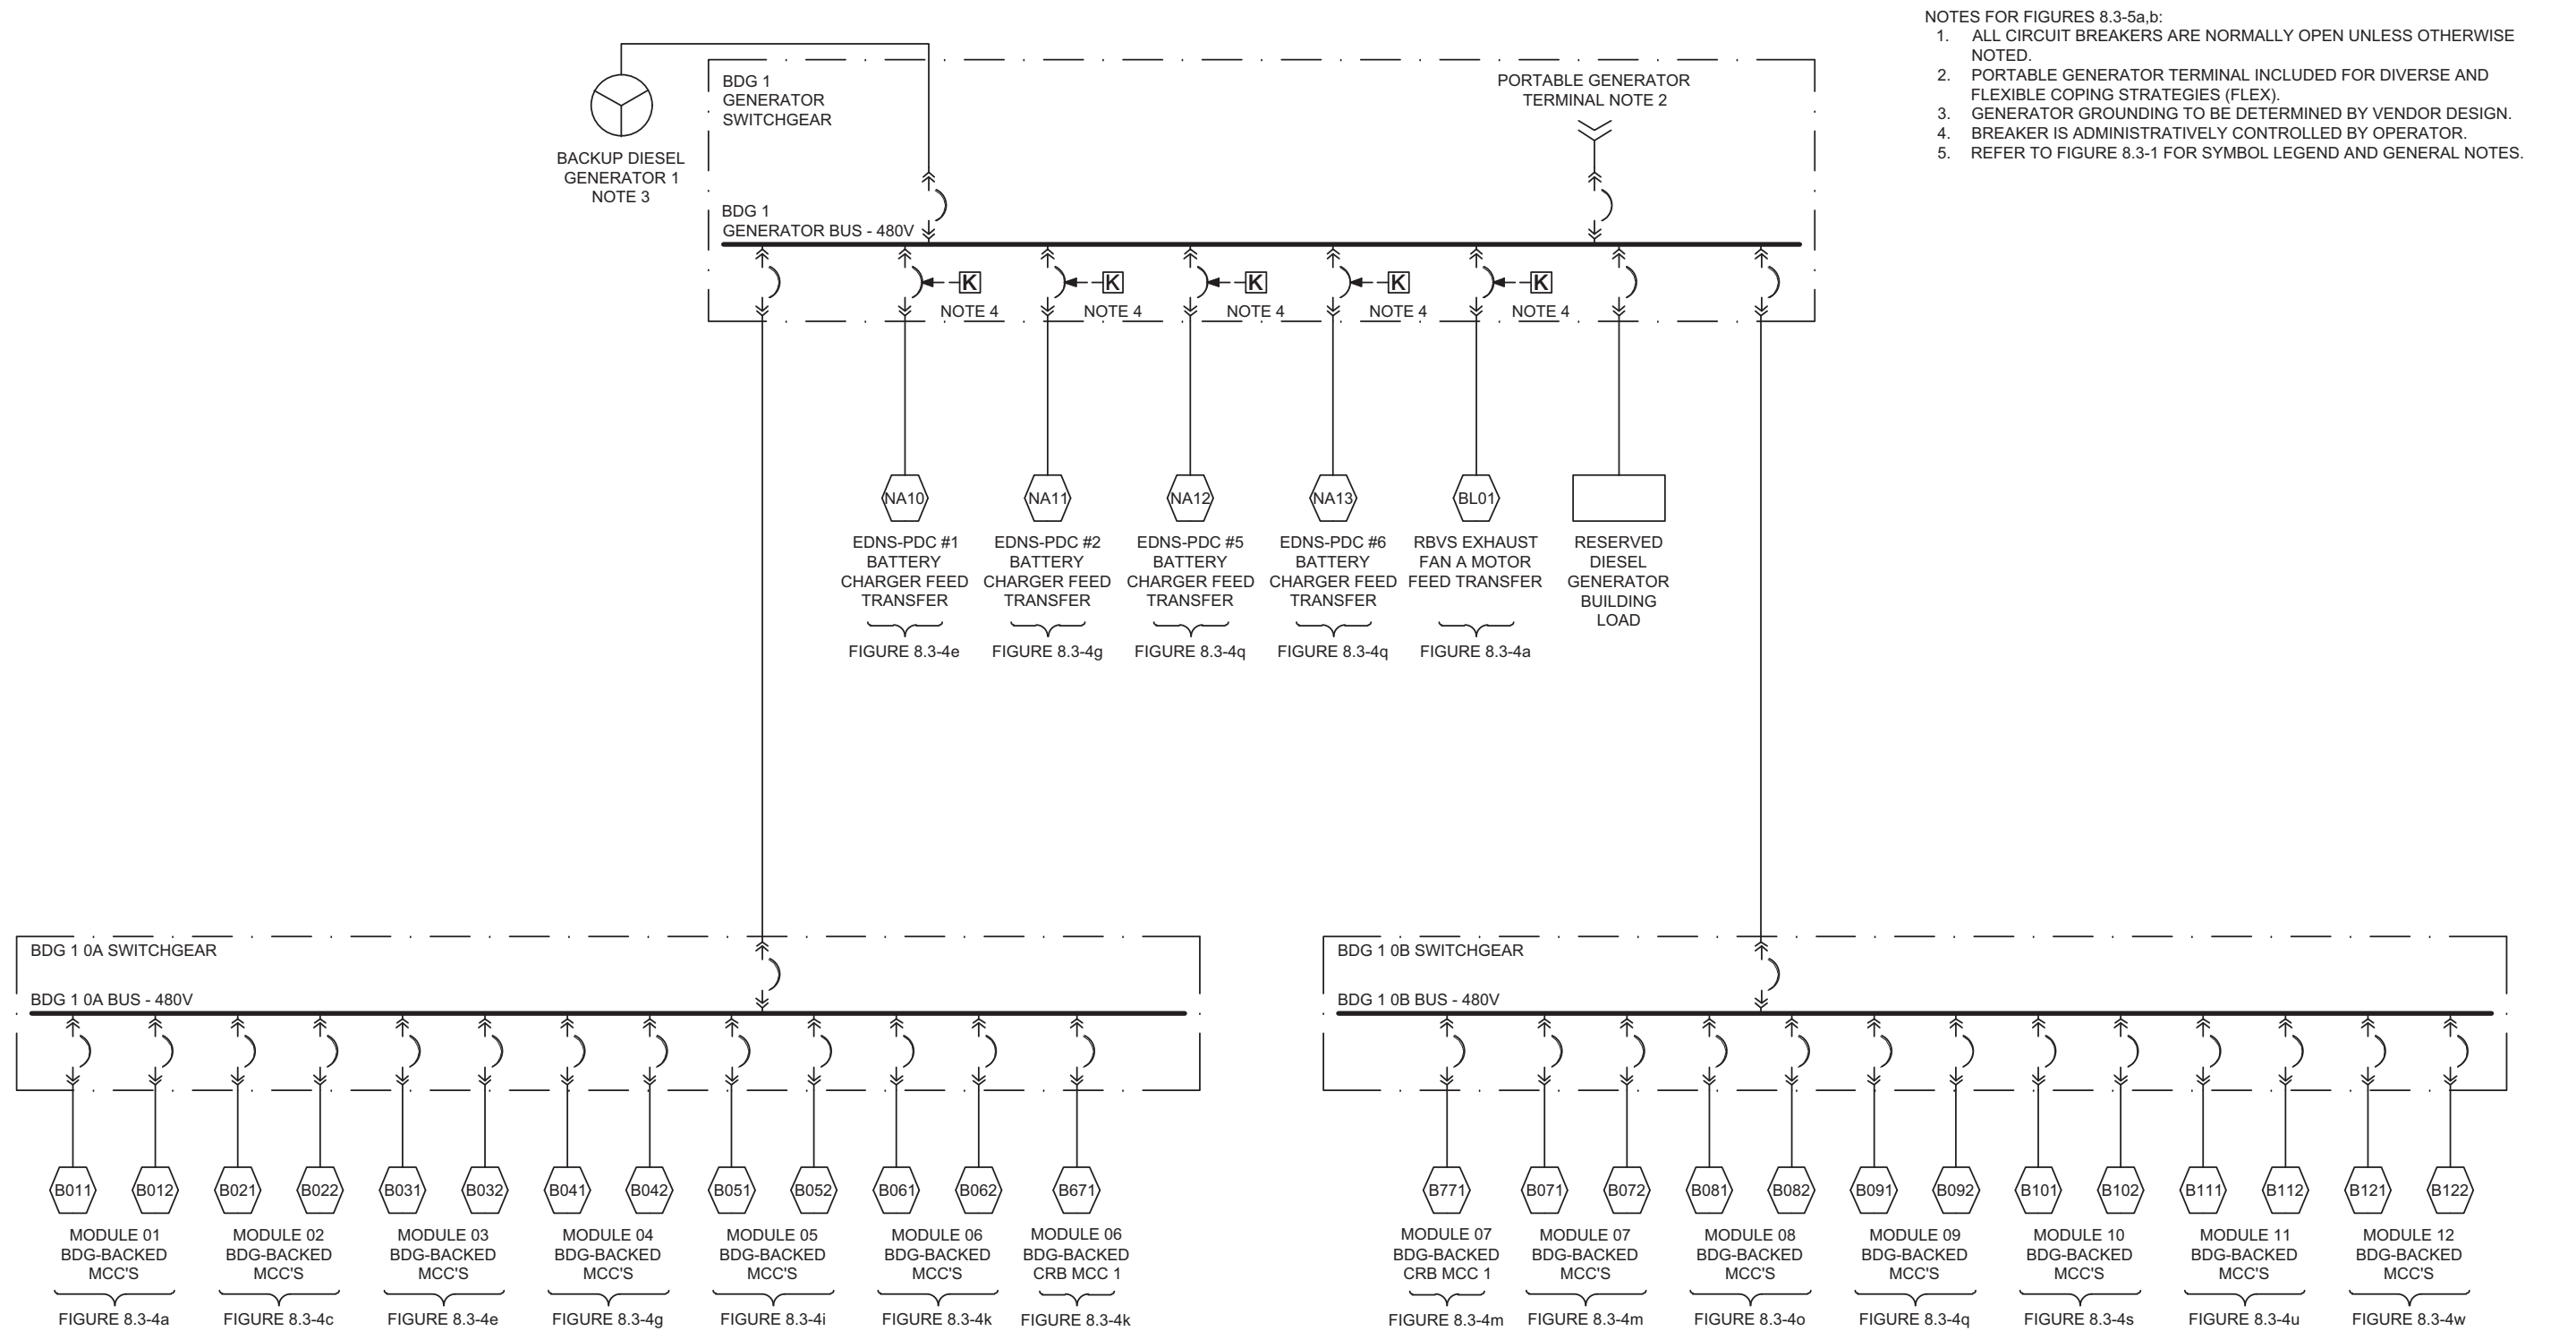 NOTES FOR FIGURES 8.3-5a,b:
1. ALL CIRCUIT BREAKERS ARE NORMALLY OPEN UNLESS OTHERWISE
NOTED.
2. PORTABLE GENERATOR TERMINAL INCLUDED FOR DIVERSE AND
FLEXIBLE COPING STRATEGIES (FLEX).
3. GENERATOR GROUNDING TO BE DETERMINED BY VENDOR DESIGN.
4. BREAKER IS ADMINISTRATIVELY CONTROLLED BY OPERATOR.
5. REFER TO FIGURE 8.3-1 FOR SYMBOL LEGEND AND GENERAL NOTES.
BACKUP DIESEL
GENERATOR 1
NOTE 3
BDG 1
GENERATOR
SWITCHGEAR
PORTABLE GENERATOR
TERMINAL NOTE 2
BDG 1
GENERATOR BUS - 480V
K K K K K
NOTE 4 NOTE 4 NOTE 4 NOTE 4 NOTE 4
NA10
EDNS-PDC #1
BATTERY
CHARGER FEED
TRANSFER
FIGURE 8.3-4e
NA11
EDNS-PDC #2
BATTERY
CHARGER FEED
TRANSFER
FIGURE 8.3-4g
NA12
EDNS-PDC #5
BATTERY
CHARGER FEED
TRANSFER
FIGURE 8.3-4q
NA13
EDNS-PDC #6
BATTERY
CHARGER FEED
TRANSFER
FIGURE 8.3-4q
BL01
RBVS EXHAUST
FAN A MOTOR
FEED TRANSFER
FIGURE 8.3-4a
RESERVED
DIESEL
GENERATOR
BUILDING
LOAD
BDG 1 0A SWITCHGEAR
BDG 1 0A BUS - 480V
B011 B012
MODULE 01
BDG-BACKED
MCC'S
FIGURE 8.3-4a
B021 B022
MODULE 02
BDG-BACKED
MCC'S
FIGURE 8.3-4c
B031 B032
MODULE 03
BDG-BACKED
MCC'S
FIGURE 8.3-4e
B041 B042
MODULE 04
BDG-BACKED
MCC'S
FIGURE 8.3-4g
B051 B052
MODULE 05
BDG-BACKED
MCC'S
FIGURE 8.3-4i
B061 B062
MODULE 06
BDG-BACKED
MCC'S
FIGURE 8.3-4k
B671
MODULE 06
BDG-BACKED
CRB MCC 1
FIGURE 8.3-4k
BDG 1 0B SWITCHGEAR
BDG 1 0B BUS - 480V
B771
MODULE 07
BDG-BACKED
CRB MCC 1
FIGURE 8.3-4m
B071 B072
MODULE 07
BDG-BACKED
MCC'S
FIGURE 8.3-4m
B081 B082
MODULE 08
BDG-BACKED
MCC'S
FIGURE 8.3-4o
B091 B092
MODULE 09
BDG-BACKED
MCC'S
FIGURE 8.3-4q
B101 B102
MODULE 10
BDG-BACKED
MCC'S
FIGURE 8.3-4s
B111 B112
MODULE 11
BDG-BACKED
MCC'S
FIGURE 8.3-4u
B121 B122
MODULE 12
BDG-BACKED
MCC'S
FIGURE 8.3-4w